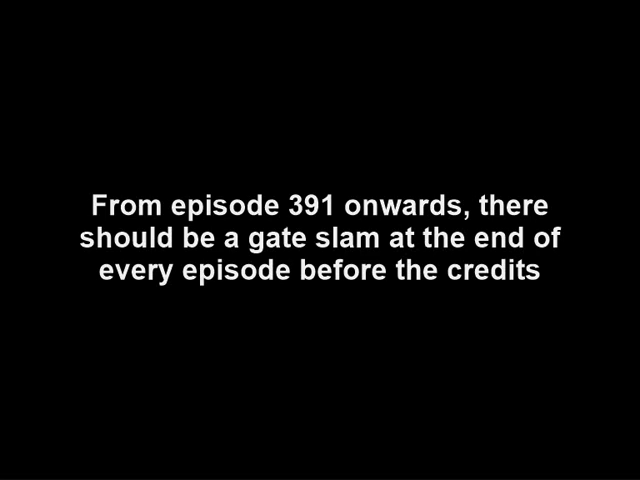 From episode 391 onwards, there
should be a gate slam at the end of
every episode before the credits